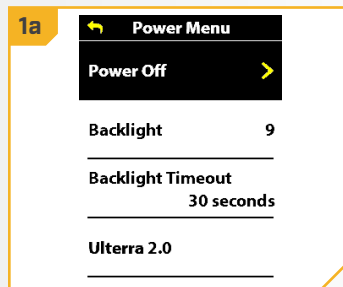 1a
Power Menu
Power Off
Backlight 9
Backlight Timeout
30 seconds
Ulterra 2.0